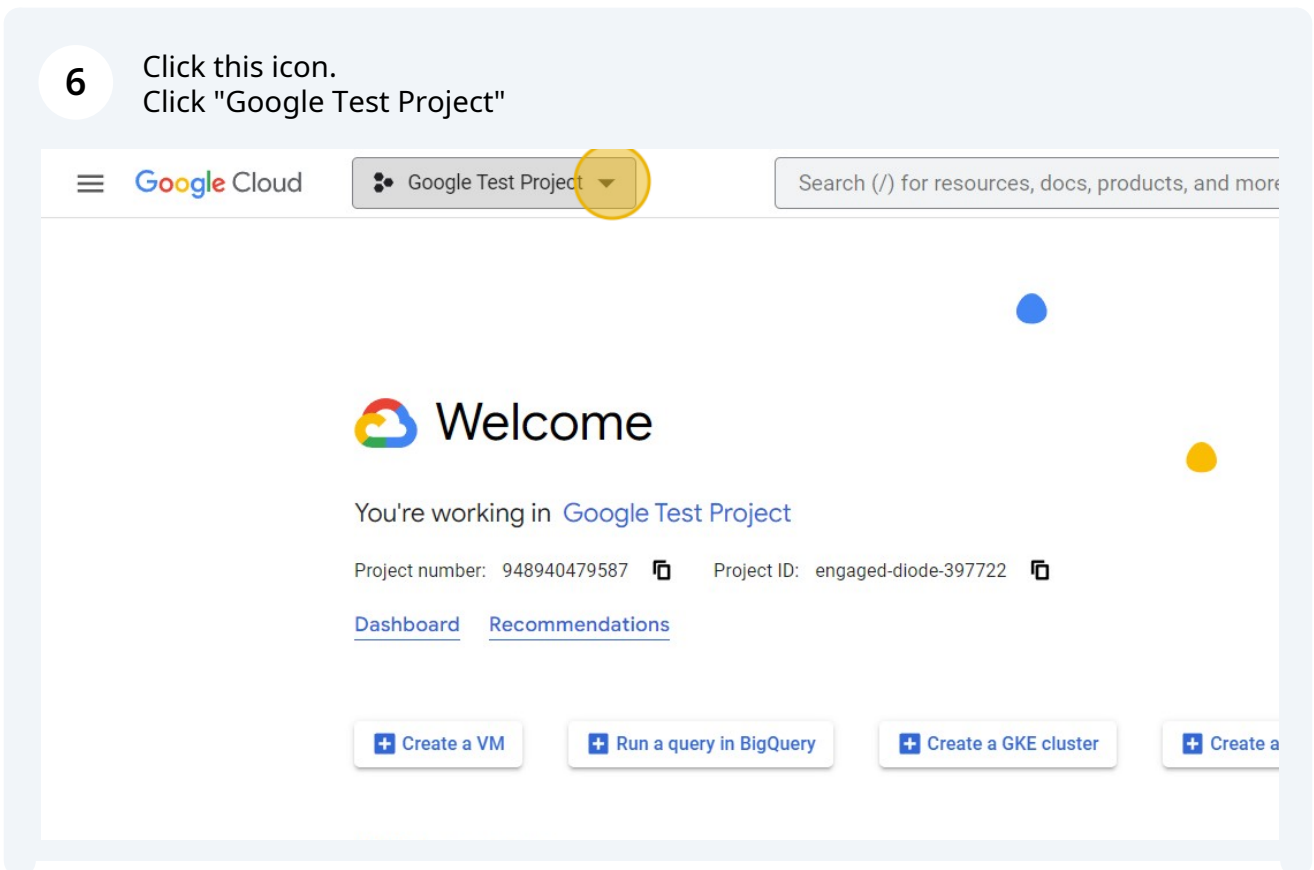 6
Click this icon.
Click "Google Test Project"
Google Cloud
Google Test Project
Search (/) for resources, docs, products, and more
Welcome
You're working in Google Test Project
Project number: 948940479587 Project ID: engaged-diode-397722
Dashboard Recommendations
Create a VM Run a query in BigQuery Create a GKE cluster Create a